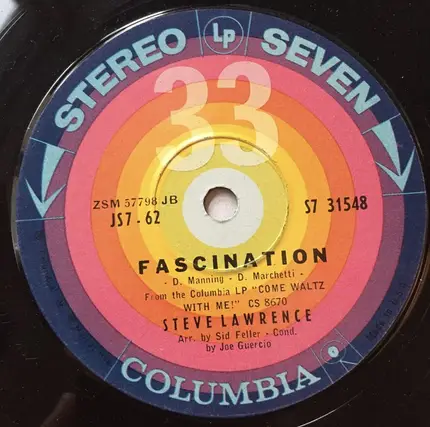 STEREO Lp SEVEN
33
ZSM 57798 JB
JS7-62
S7 31548
FASCINATION
- D. Manning - D. Marchetti -
From the Columbia LP "COME WALTZ
WITH ME!" CS 8670
STEVE LAWRENCE
Arr. by Sid Feller - Cond.
by Joe Guercio
COLUMBIA